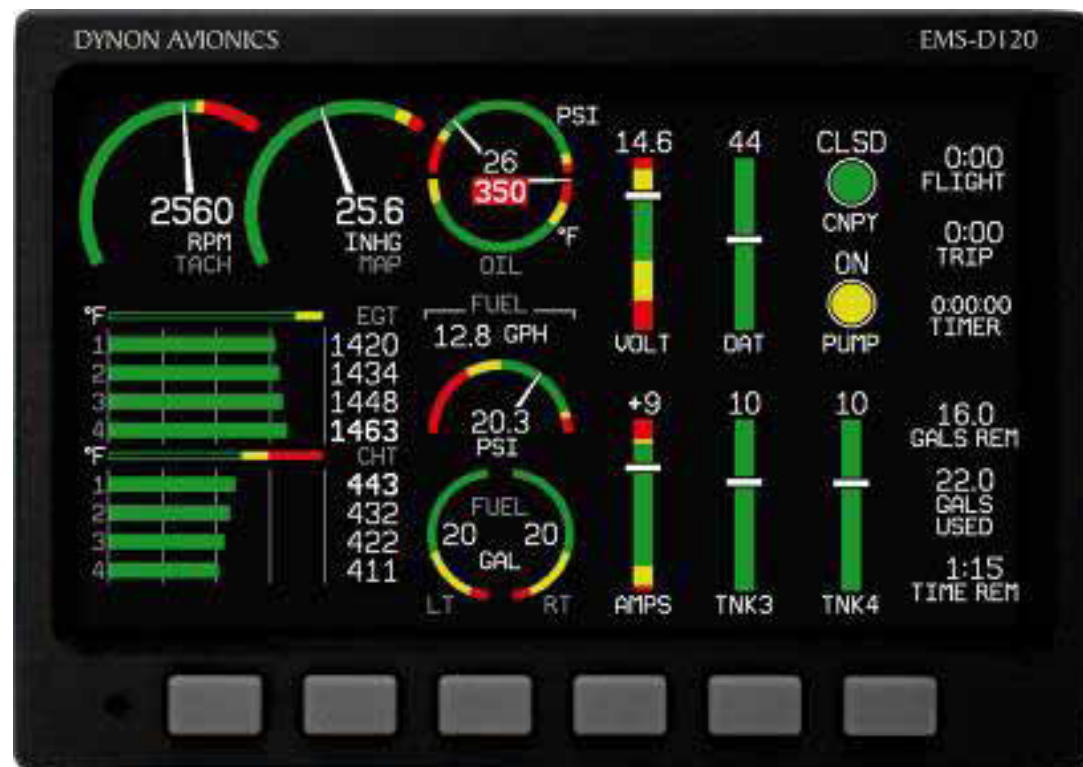 DYNON AVIONICS
EMS-D120
2560
RPM
TACH
25.6
INHG
MAP
PSI
26
350
°F
OIL
14.6
VOLT
44
OAT
CLSD
CNPY
ON
PUMP
0:00
FLIGHT
0:00
TRIP
0:00:00
TIMER
°F EGT
1 1420
2 1434
3 1448
4 1463
°F CHT
1 443
2 432
3 422
4 411
FUEL
12.8 GPH
20.3
PSI
FUEL
20 20
GAL
LT RT
+9
AMPS
10
TNK3
10
TNK4
16.0
GALS REM
22.0
GALS
USED
1:15
TIME REM